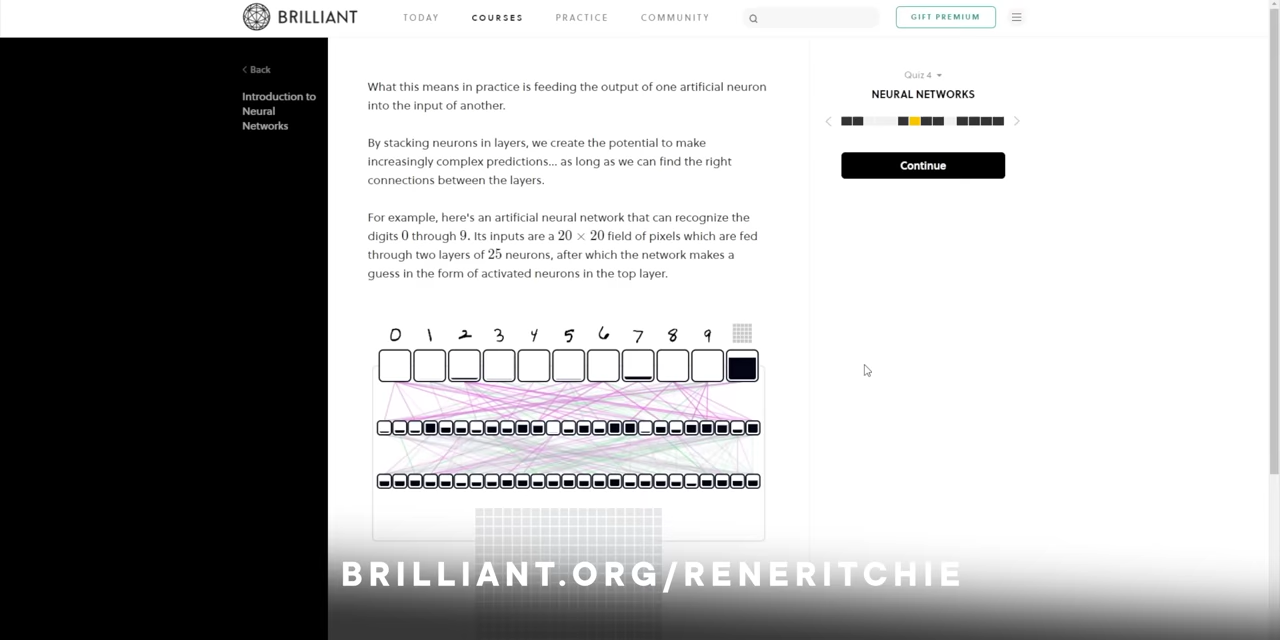 BRILLIANT
TODAY COURSES PRACTICE COMMUNITY GIFT PREMIUM
Back
Introduction to
Neural
Networks
What this means in practice is feeding the output of one artificial neuron
into the input of another.
By stacking neurons in layers, we create the potential to make
increasingly complex predictions... as long as we can find the right
connections between the layers.
For example, here's an artificial neural network that can recognize the
digits 0 through 9. Its inputs are a 20 × 20 field of pixels which are fed
through two layers of 25 neurons, after which the network makes a
guess in the form of activated neurons in the top layer.
0 1 2 3 4 5 6 7 8 9
Quiz 4
NEURAL NETWORKS
Continue
BRILLIANT.ORG/RENERITCHIE